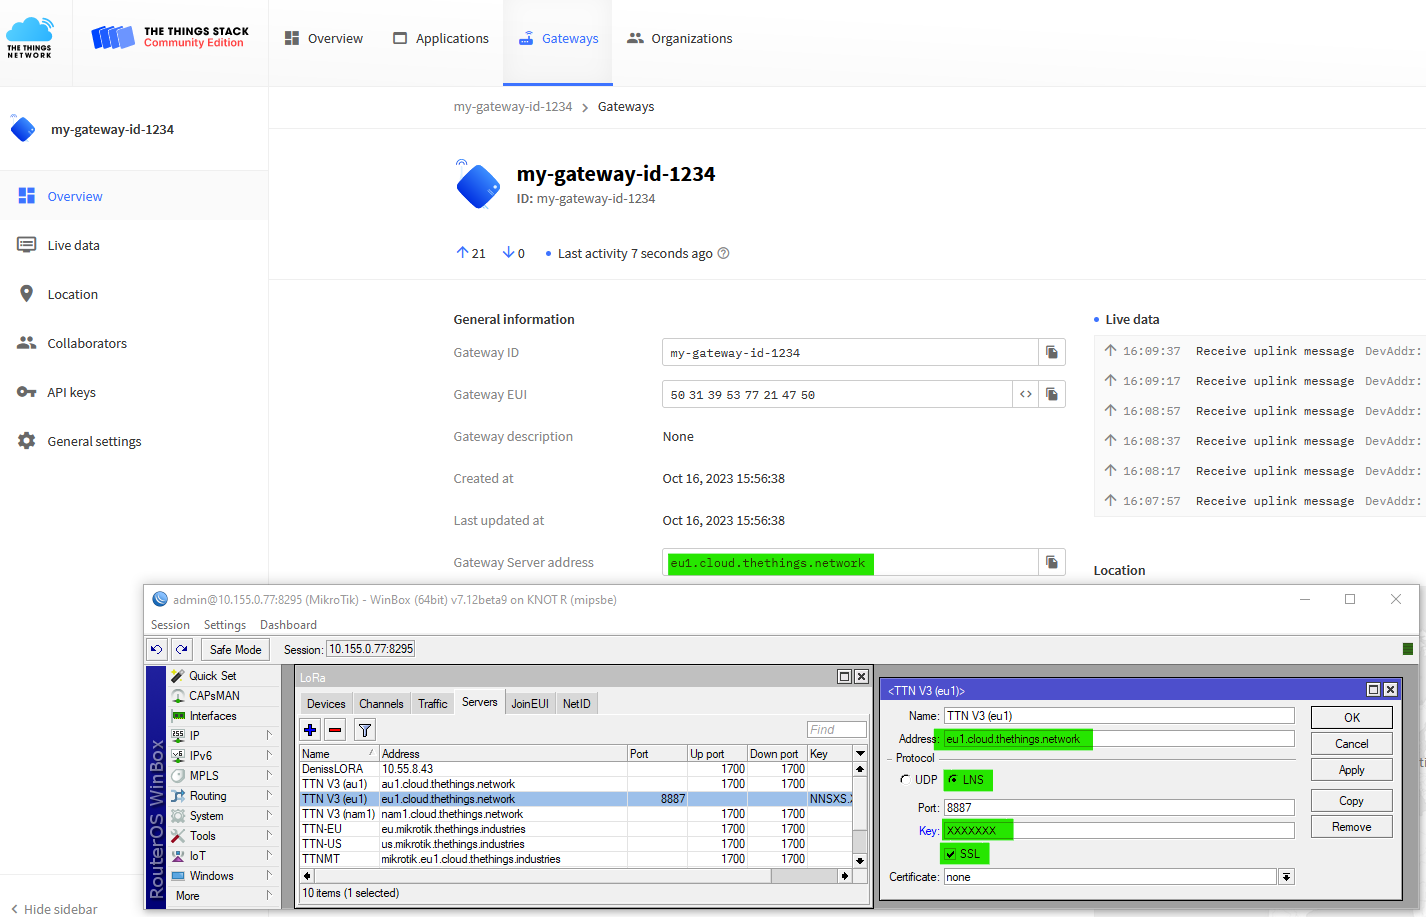 THE THINGS
NETWORK
THE THINGS STACK
Community Edition
Overview
Applications
Gateways
Organizations
my-gateway-id-1234
Overview
Live data
Location
Collaborators
API keys
General settings
Hide sidebar
my-gateway-id-1234 > Gateways
my-gateway-id-1234
ID: my-gateway-id-1234
21 0 • Last activity 7 seconds ago
General information
Gateway ID my-gateway-id-1234
Gateway EUI 50 31 39 53 77 21 47 50 <>
Gateway description None
Created at Oct 16, 2023 15:56:38
Last updated at Oct 16, 2023 15:56:38
Gateway Server address eu1.cloud.thethings.network
• Live data
↑ 16:09:37 Receive uplink message DevAddr:
↑ 16:09:17 Receive uplink message DevAddr:
↑ 16:08:57 Receive uplink message DevAddr:
↑ 16:08:37 Receive uplink message DevAddr:
↑ 16:08:17 Receive uplink message DevAddr:
↑ 16:07:57 Receive uplink message DevAddr:
Location
admin@10.155.0.77:8295 (MikroTik) - WinBox (64bit) v7.12beta9 on KNOT R (mipsbe)
Session Settings Dashboard
Safe Mode Session: 10.155.0.77:8295
RouterOS WinBox
Quick Set
CAPsMAN
Interfaces
IP
IPv6
MPLS
Routing
System
Tools
IoT
Windows
More
LoRa
Devices Channels Traffic Servers JoinEUI NetID
Find
Name Address Port Up port Down port Key
DenissLORA 10.55.8.43 1700 1700
TTN V3 (au1) au1.cloud.thethings.network 1700 1700
TTN V3 (eu1) eu1.cloud.thethings.network 8887 NNSXS.
TTN V3 (nam1) nam1.cloud.thethings.network 1700 1700
TTN-EU eu.mikrotik.thethings.industries 1700 1700
TTN-US us.mikrotik.thethings.industries 1700 1700
TTNMT mikrotik.eu1.cloud.thethings.industries 1700 1700
10 items (1 selected)
<TTN V3 (eu1)>
Name: TTN V3 (eu1)
Address: eu1.cloud.thethings.network
Protocol
UDP LNS
Port: 8887
Key: XXXXXXX
SSL
Certificate: none
OK
Cancel
Apply
Copy
Remove